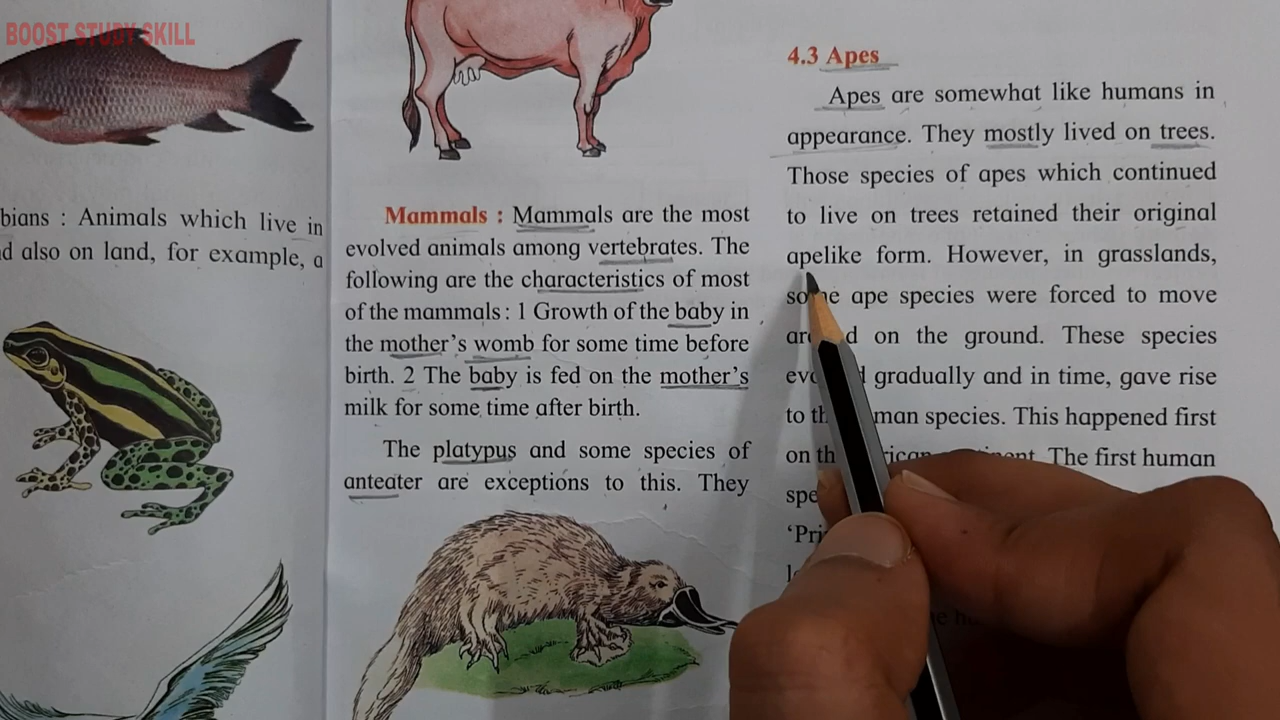 BOOST STUDY SKILL
bians : Animals which live in
d also on land, for example, a
Mammals : Mammals are the most
evolved animals among vertebrates. The
following are the characteristics of most
of the mammals : 1 Growth of the baby in
the mother's womb for some time before
birth. 2 The baby is fed on the mother's
milk for some time after birth.
The platypus and some species of
anteater are exceptions to this. They
4.3 Apes
Apes are somewhat like humans in
appearance. They mostly lived on trees.
Those species of apes which continued
to live on trees retained their original
apelike form. However, in grasslands,
some ape species were forced to move
around on the ground. These species
gradually and in time, gave rise
to man species. This happened first
on The first human
spe
'Pri